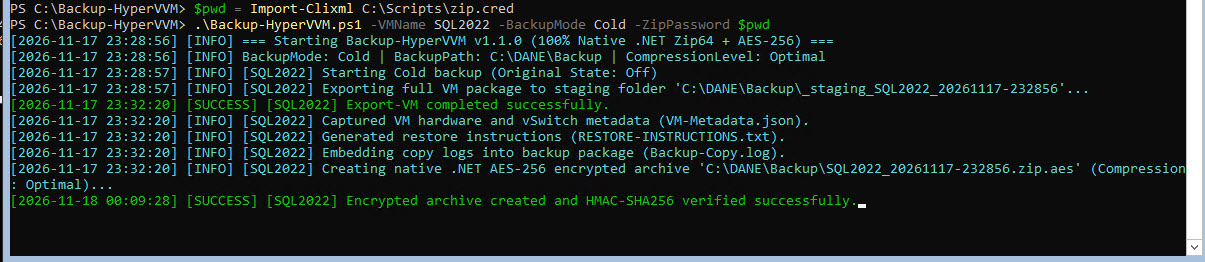 PS C:\Backup-HyperVVM> $pwd = Import-Clixml C:\Scripts\zip.cred
PS C:\Backup-HyperVVM> .\Backup-HyperVVM.ps1 -VMName SQL2022 -BackupMode Cold -ZipPassword $pwd
[2026-11-17 23:28:56] [INFO] === Starting Backup-HyperVVM v1.1.0 (100% Native .NET Zip64 + AES-256) ===
[2026-11-17 23:28:56] [INFO] BackupMode: Cold | BackupPath: C:\DANE\Backup | CompressionLevel: Optimal
[2026-11-17 23:28:57] [INFO] [SQL2022] Starting Cold backup (Original State: Off)
[2026-11-17 23:28:57] [INFO] [SQL2022] Exporting full VM package to staging folder 'C:\DANE\Backup\_staging_SQL2022_20261117-232856'...
[2026-11-17 23:32:20] [SUCCESS] [SQL2022] Export-VM completed successfully.
[2026-11-17 23:32:20] [INFO] [SQL2022] Captured VM hardware and vSwitch metadata (VM-Metadata.json).
[2026-11-17 23:32:20] [INFO] [SQL2022] Generated restore instructions (RESTORE-INSTRUCTIONS.txt).
[2026-11-17 23:32:20] [INFO] [SQL2022] Embedding copy logs into backup package (Backup-Copy.log).
[2026-11-17 23:32:20] [INFO] [SQL2022] Creating native .NET AES-256 encrypted archive 'C:\DANE\Backup\SQL2022_20261117-232856.zip.aes' (Compression
: Optimal)...
[2026-11-18 00:09:28] [SUCCESS] [SQL2022] Encrypted archive created and HMAC-SHA256 verified successfully.